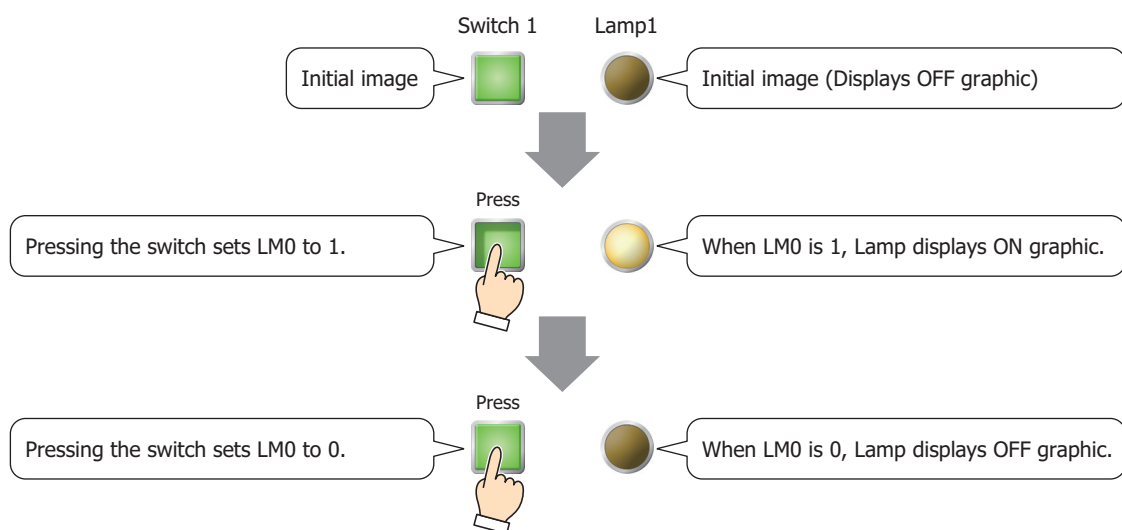 Switch 1
Lamp1
Initial image
Initial image (Displays OFF graphic)
Press
Pressing the switch sets LM0 to 1.
When LM0 is 1, Lamp displays ON graphic.
Press
Pressing the switch sets LM0 to 0.
When LM0 is 0, Lamp displays OFF graphic.